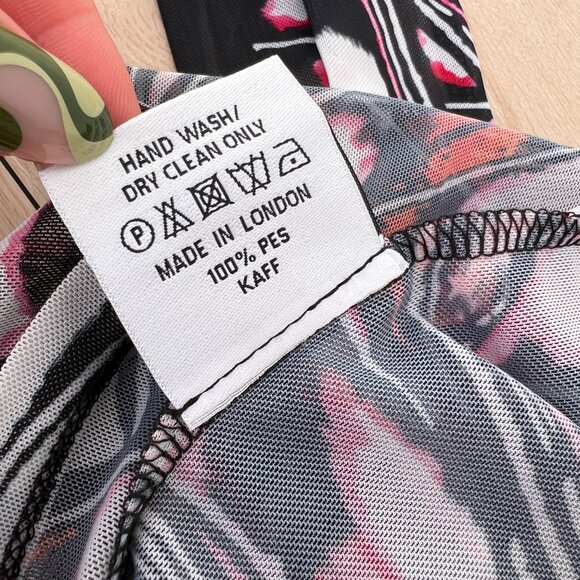 HAND WASH/
DRY CLEAN ONLY
P
MADE IN LONDON
100% PES
KAFF